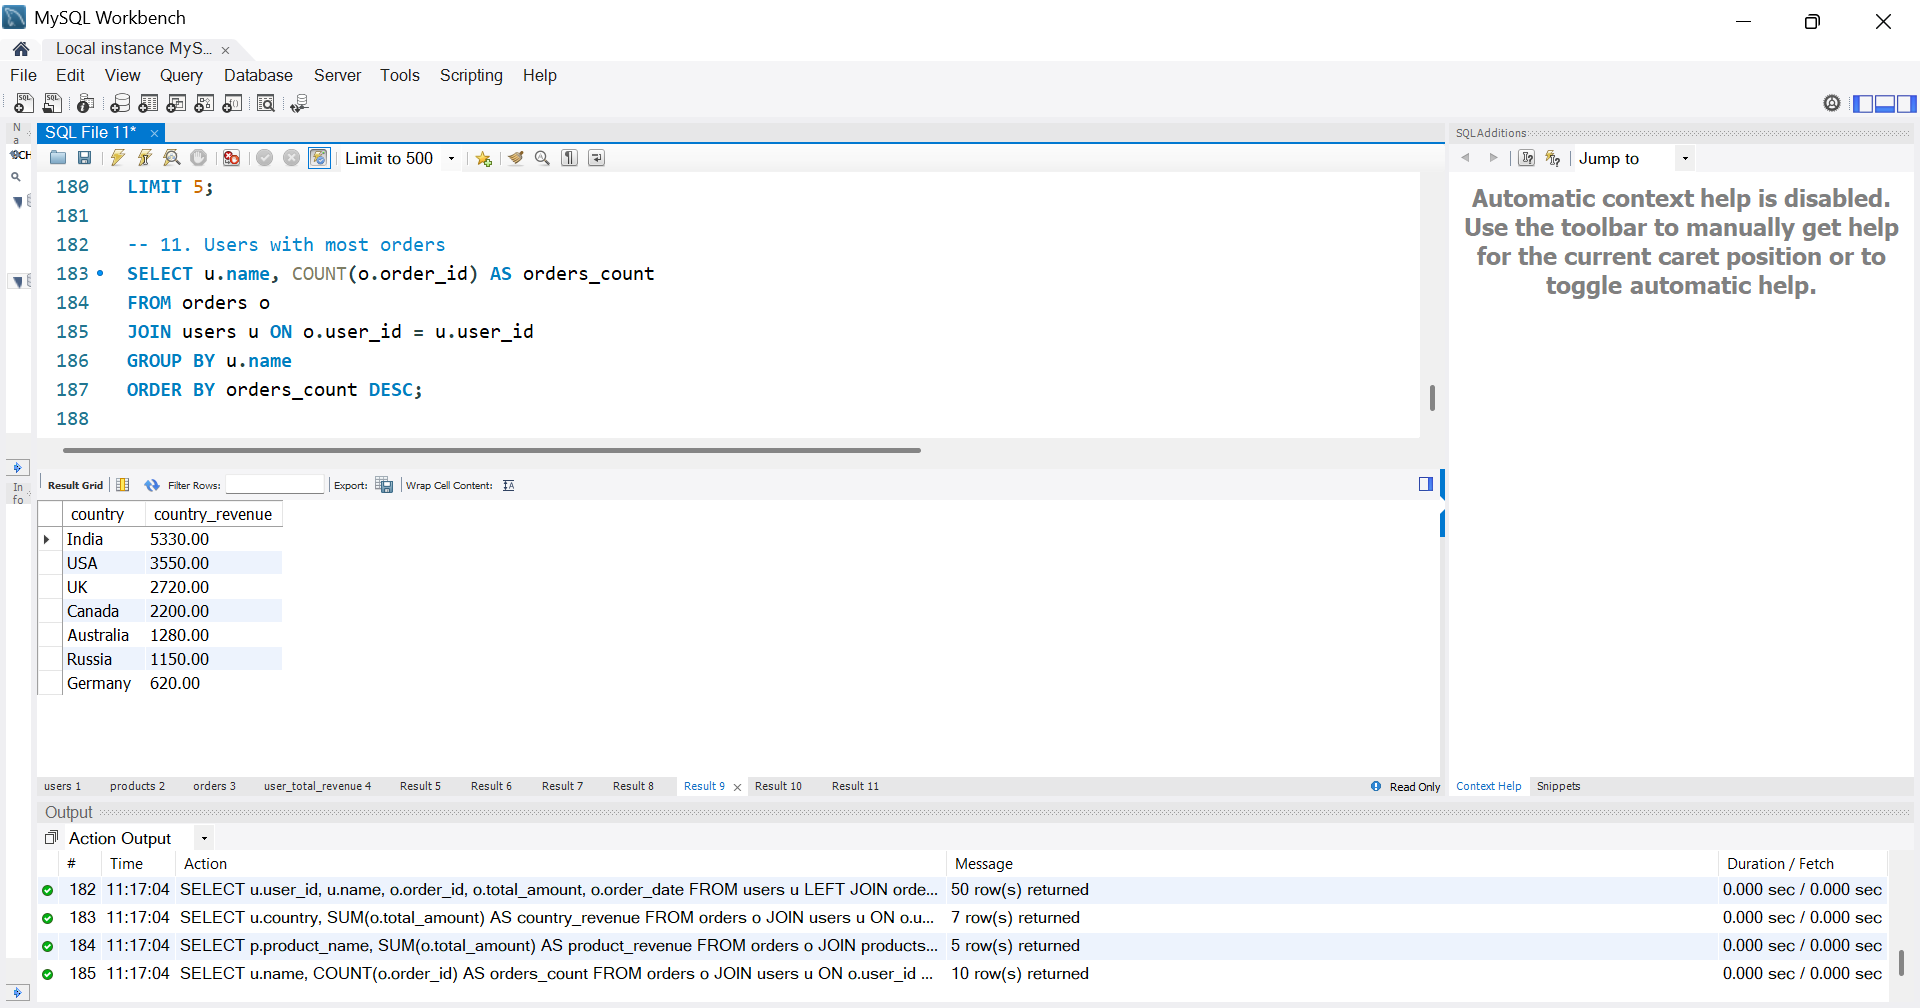 MySQL Workbench
Local instance MyS... ×
File Edit View Query Database Server Tools Scripting Help
Na
SQL File 11* ×
SQLAdditions
CH
Limit to 500
Jump to
180 LIMIT 5;
181
182 -- 11. Users with most orders
183 SELECT u.name, COUNT(o.order_id) AS orders_count
184 FROM orders o
185 JOIN users u ON o.user_id = u.user_id
186 GROUP BY u.name
187 ORDER BY orders_count DESC;
188
Automatic context help is disabled.
Use the toolbar to manually get help
for the current caret position or to
toggle automatic help.
Info
Result Grid Filter Rows: Export: Wrap Cell Content:
country country_revenue
India 5330.00
USA 3550.00
UK 2720.00
Canada 2200.00
Australia 1280.00
Russia 1150.00
Germany 620.00
users 1 products 2 orders 3 user_total_revenue 4 Result 5 Result 6 Result 7 Result 8 Result 9 × Result 10 Result 11 Read Only
Context Help Snippets
Output
Action Output
# Time Action Message Duration / Fetch
182 11:17:04 SELECT u.user_id, u.name, o.order_id, o.total_amount, o.order_date FROM users u LEFT JOIN orde... 50 row(s) returned 0.000 sec / 0.000 sec
183 11:17:04 SELECT u.country, SUM(o.total_amount) AS country_revenue FROM orders o JOIN users u ON o.u... 7 row(s) returned 0.000 sec / 0.000 sec
184 11:17:04 SELECT p.product_name, SUM(o.total_amount) AS product_revenue FROM orders o JOIN products... 5 row(s) returned 0.000 sec / 0.000 sec
185 11:17:04 SELECT u.name, COUNT(o.order_id) AS orders_count FROM orders o JOIN users u ON o.user_id ... 10 row(s) returned 0.000 sec / 0.000 sec